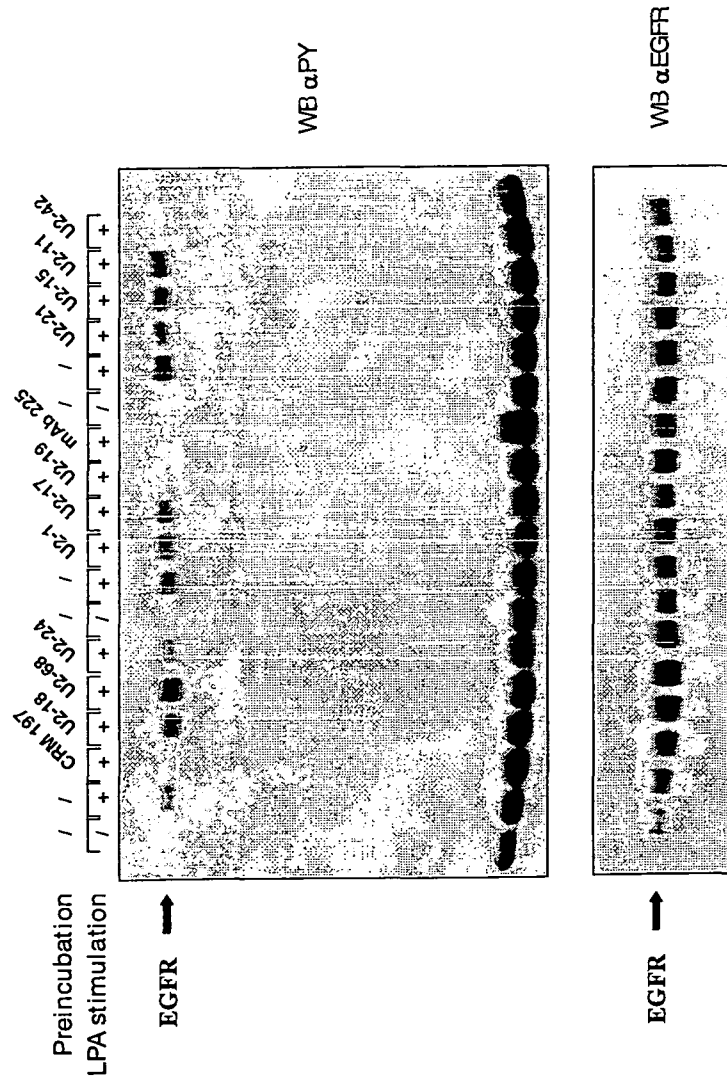 Preincubation / / CRM 197 U2-18 U2-68 U2-24 / / U2-1 U2-17 U2-19 mAb 225 / / U2-21 U2-15 U2-11 U2-42
LPA stimulation / + + + + + / + + + + + / + + + + +
EGFR
WB αPY
EGFR
WB αEGFR